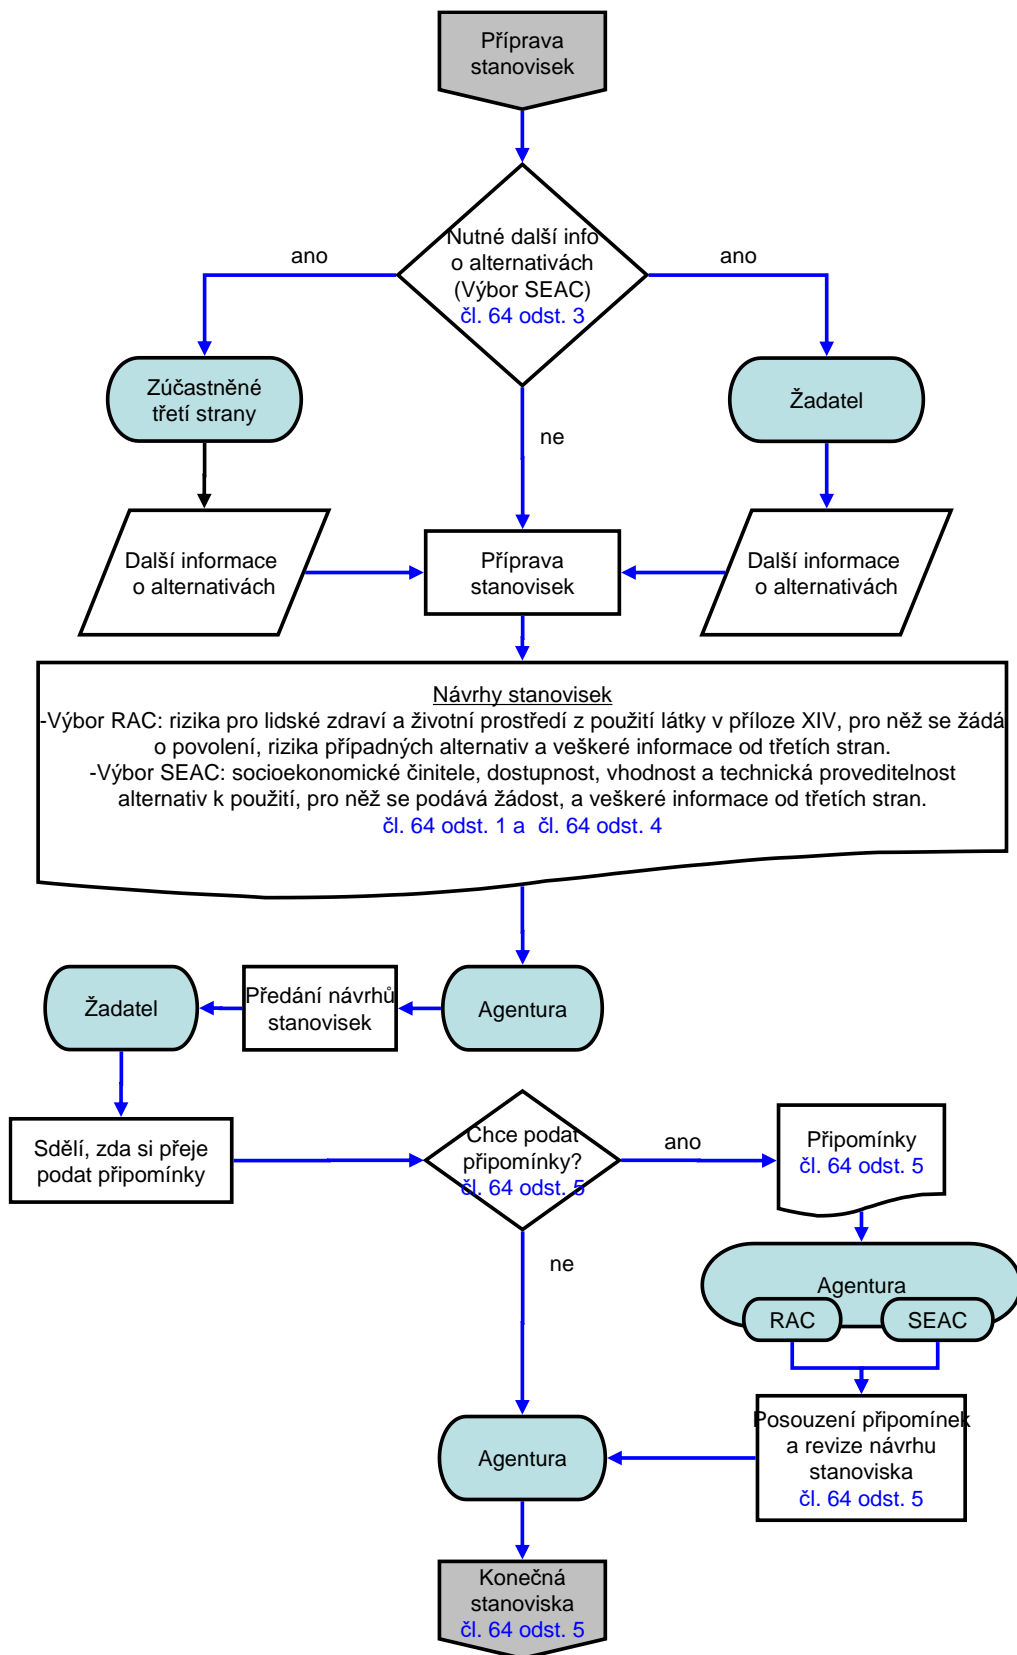 Příprava
stanovisek
Nutné další info
o alternativách
(Výbor SEAC)
čl. 64 odst. 3
ano
ano
Zúčastněné
třetí strany
Žadatel
ne
Další informace
o alternativách
Příprava
stanovisek
Další informace
o alternativách
Návrhy stanovisek
-Výbor RAC: rizika pro lidské zdraví a životní prostředí z použití látky v příloze XIV, pro něž se žádá
o povolení, rizika případných alternativ a veškeré informace od třetích stran.
-Výbor SEAC: socioekonomické činitele, dostupnost, vhodnost a technická proveditelnost
alternativ k použití, pro něž se podává žádost, a veškeré informace od třetích stran.
čl. 64 odst. 1 a čl. 64 odst. 4
Žadatel
Předání návrhů
stanovisek
Agentura
Sdělí, zda si přeje
podat připomínky
Chce podat
připomínky?
čl. 64 odst. 5
ano
Připomínky
čl. 64 odst. 5
ne
Agentura
RAC
SEAC
Posouzení připomínek
a revize návrhu
stanoviska
čl. 64 odst. 5
Agentura
Konečná
stanoviska
čl. 64 odst. 5